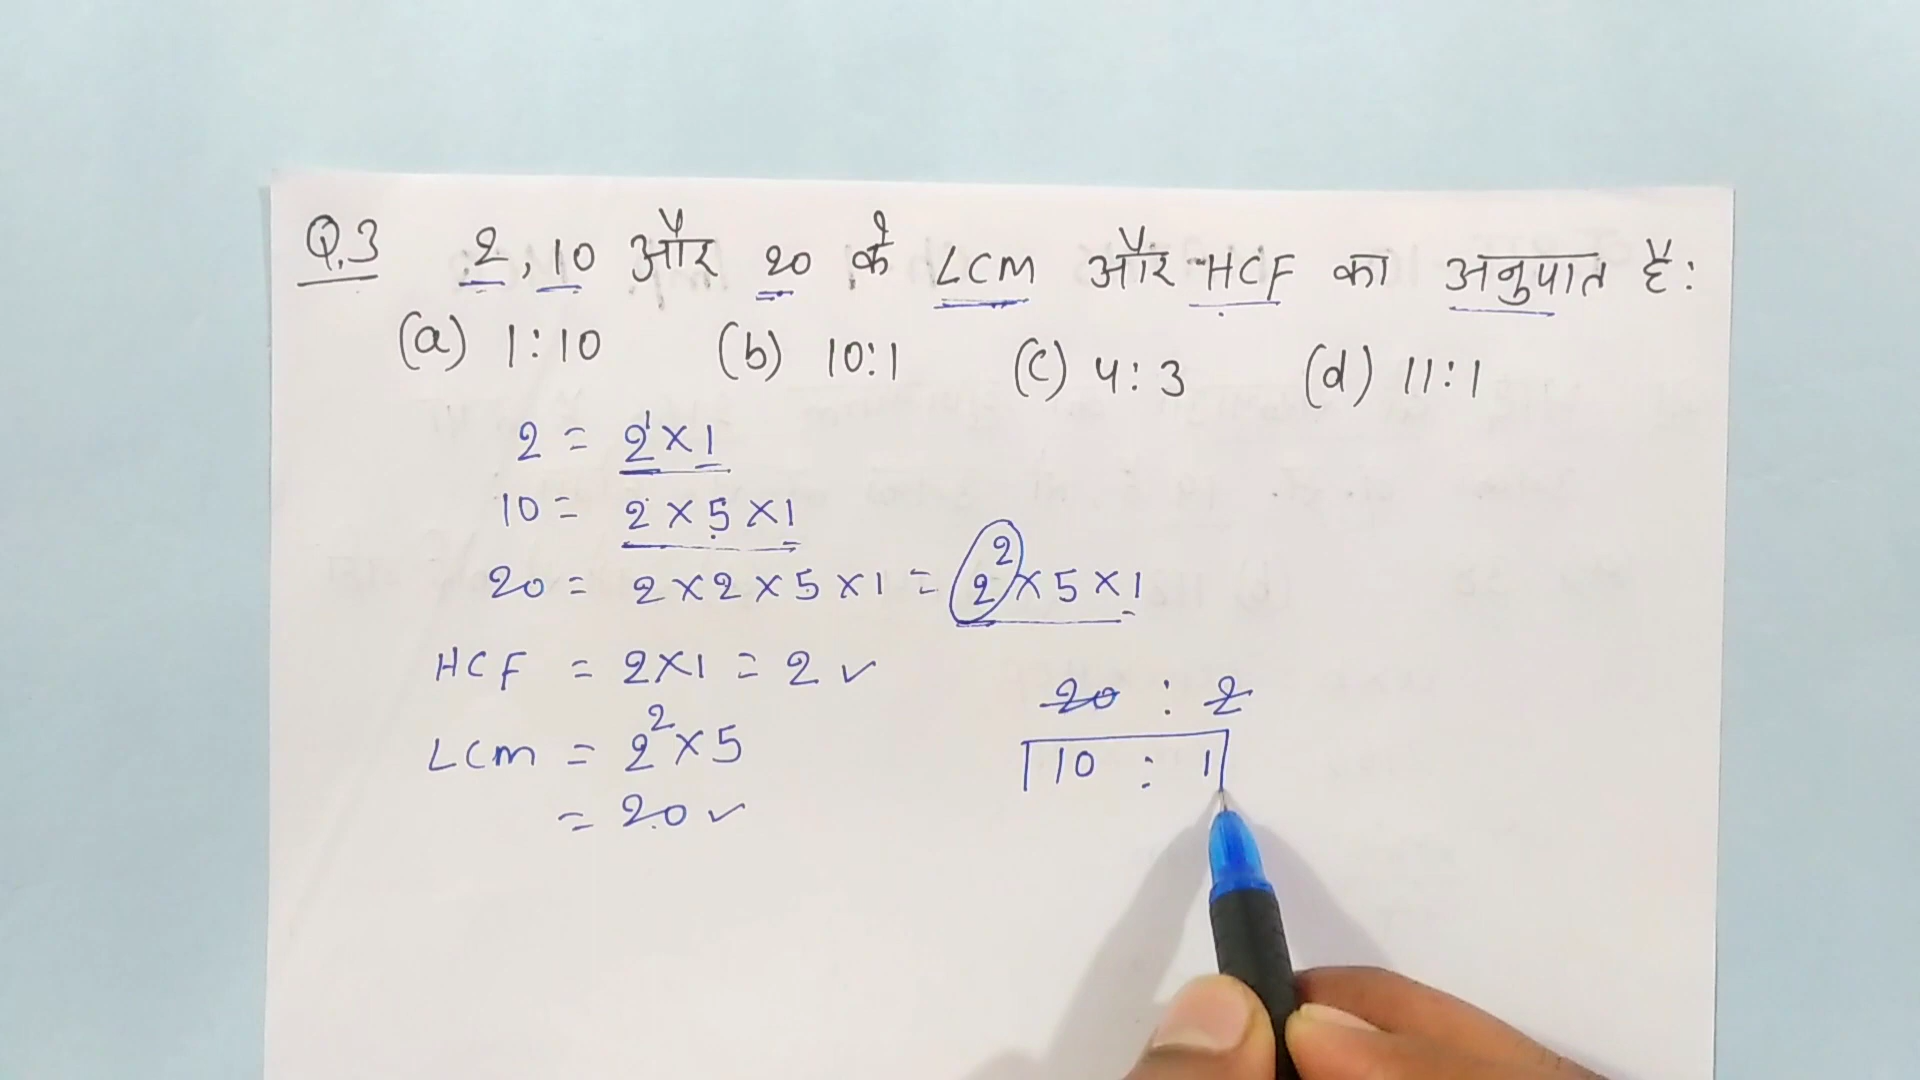 Q.3 2, 10 और 20 के LCM और HCF का अनुपात है:
(a) 1:10 (b) 10:1 (c) 4:3 (d) 11:1
2 = 2¹×1
10 = 2×5×1
20 = 2×2×5×1 = 2²×5×1
HCF = 2×1 = 2 ✓
20 : 2
LCM = 2²×5
10 : 1
= 20 ✓